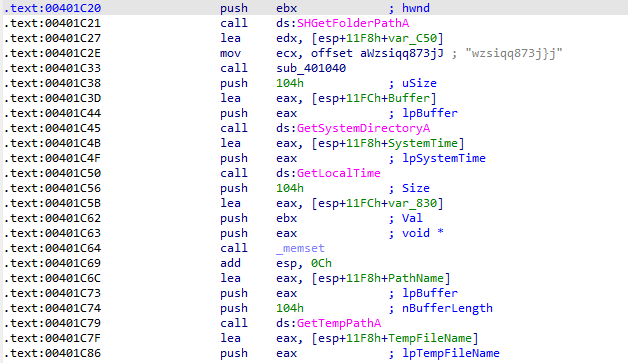 .text:00401C20 push ebx ; hwnd
.text:00401C21 call ds:SHGetFolderPathA
.text:00401C27 lea edx, [esp+11F8h+var_C50]
.text:00401C2E mov ecx, offset aWzsiqq873jJ ; "wzsiqq873j}j"
.text:00401C33 call sub_401040
.text:00401C38 push 104h ; uSize
.text:00401C3D lea eax, [esp+11FCh+Buffer]
.text:00401C44 push eax ; lpBuffer
.text:00401C45 call ds:GetSystemDirectoryA
.text:00401C4B lea eax, [esp+11F8h+SystemTime]
.text:00401C4F push eax ; lpSystemTime
.text:00401C50 call ds:GetLocalTime
.text:00401C56 push 104h ; Size
.text:00401C5B lea eax, [esp+11FCh+var_830]
.text:00401C62 push ebx ; Val
.text:00401C63 push eax ; void *
.text:00401C64 call _memset
.text:00401C69 add esp, 0Ch
.text:00401C6C lea eax, [esp+11F8h+PathName]
.text:00401C73 push eax ; lpBuffer
.text:00401C74 push 104h ; nBufferLength
.text:00401C79 call ds:GetTempPathA
.text:00401C7F lea eax, [esp+11F8h+TempFileName]
.text:00401C86 push eax ; lpTempFileName